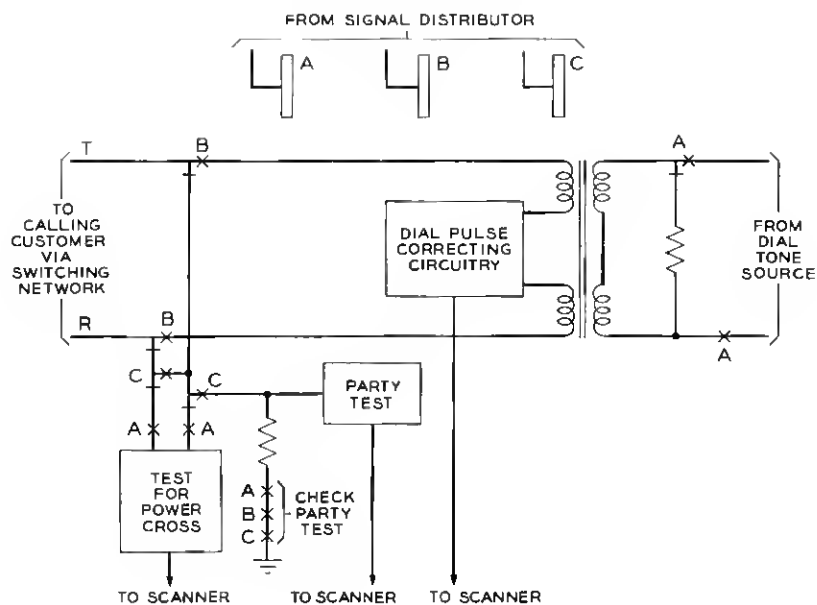 FROM SIGNAL DISTRIBUTOR
A
B
C
T
B
A
TO
CALLING
CUSTOMER
VIA
SWITCHING
NETWORK
DIAL PULSE
CORRECTING
CIRCUITRY
FROM
DIAL
TONE
SOURCE
R
B
A
C
C
PARTY
TEST
A
A
TEST
FOR
POWER
CROSS
A
B
C
CHECK
PARTY
TEST
TO SCANNER
TO SCANNER
TO SCANNER